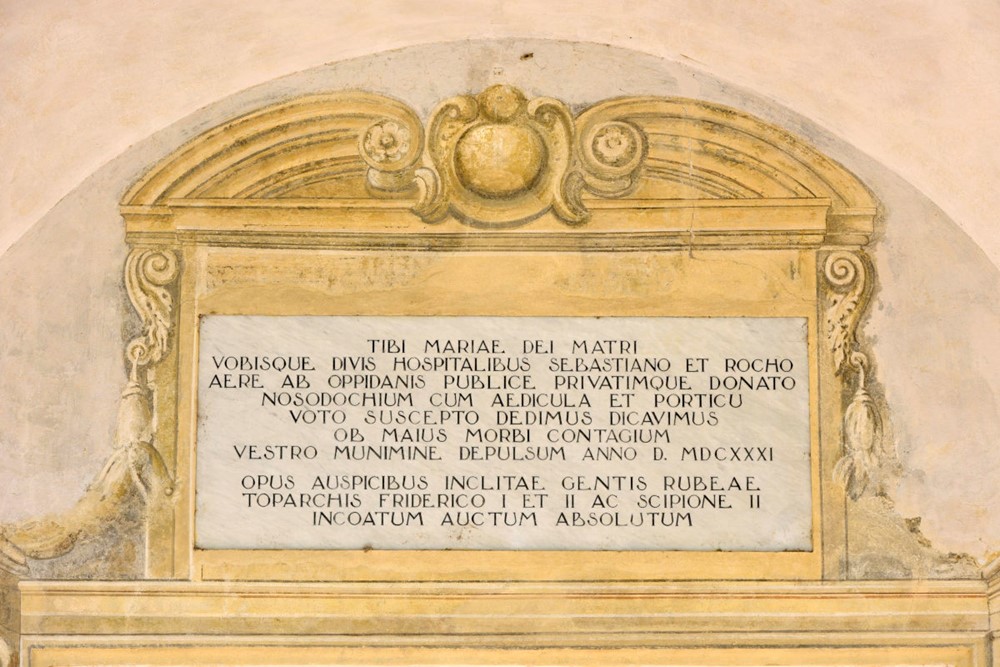 TIBI MARIAE DEI MATRI
VOBISQUE DIVIS HOSPITALIBUS SEBASTIANO ET ROCHO
AERE AB OPPIDANIS PUBLICE PRIVATIMQUE DONATO
NOSODOCHIUM CUM AEDICULA ET PORTICU
VOTO SUSCEPTO DEDIMUS DICAVIMUS
OB MAIUS MORBI CONTAGIUM
VESTRO MUNIMINE DEPULSUM ANNO D. MDCXXXI
OPUS AUSPICIBUS INCLITAE GENTIS RUBEAE
TOPARCHIS FRIDERICO I ET II AC SCIPIONE II
INCOATUM AUCTUM ABSOLUTUM